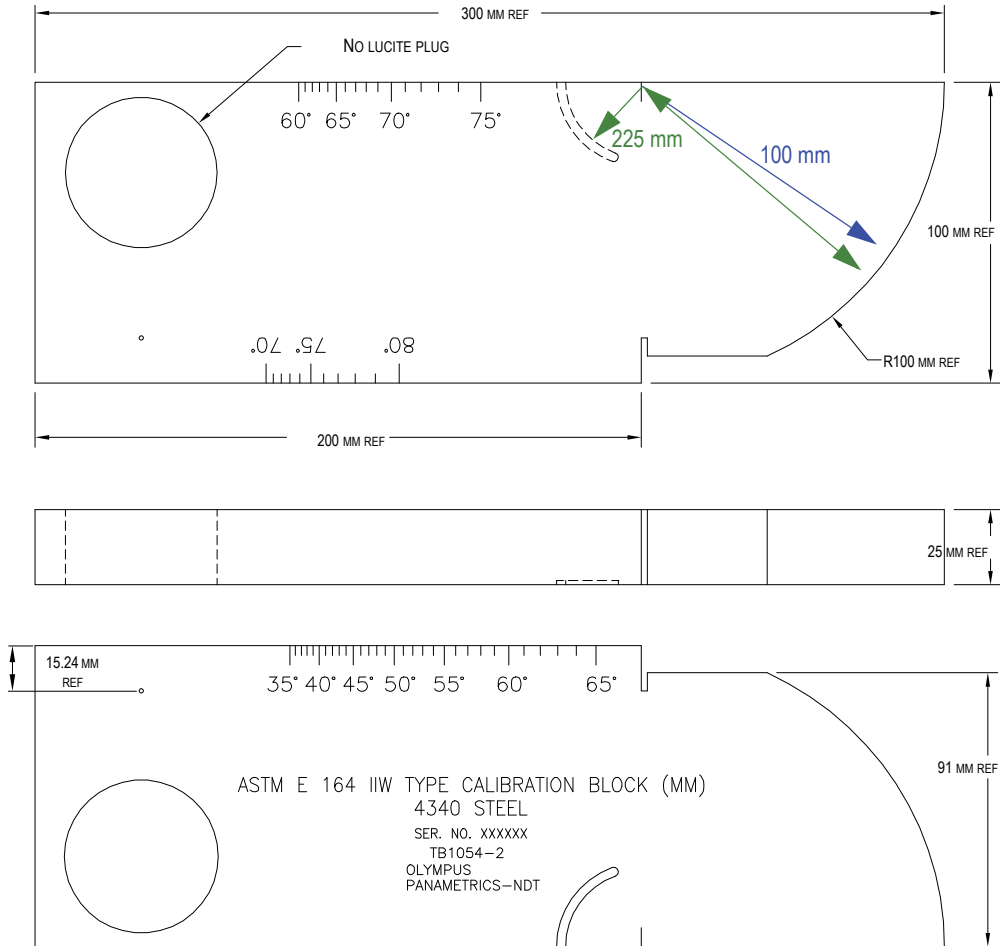 300 MM REF
NO LUCITE PLUG
60° 65° 70° 75°
225 mm
100 mm
100 MM REF
70° 75° 80°
R100 MM REF
200 MM REF
25 MM REF
15.24 MM
REF
35° 40° 45° 50° 55° 60° 65°
91 MM REF
ASTM E 164 IIW TYPE CALIBRATION BLOCK (MM)
4340 STEEL
SER. NO. XXXXXX
TB1054-2
OLYMPUS
PANAMETRICS-NDT